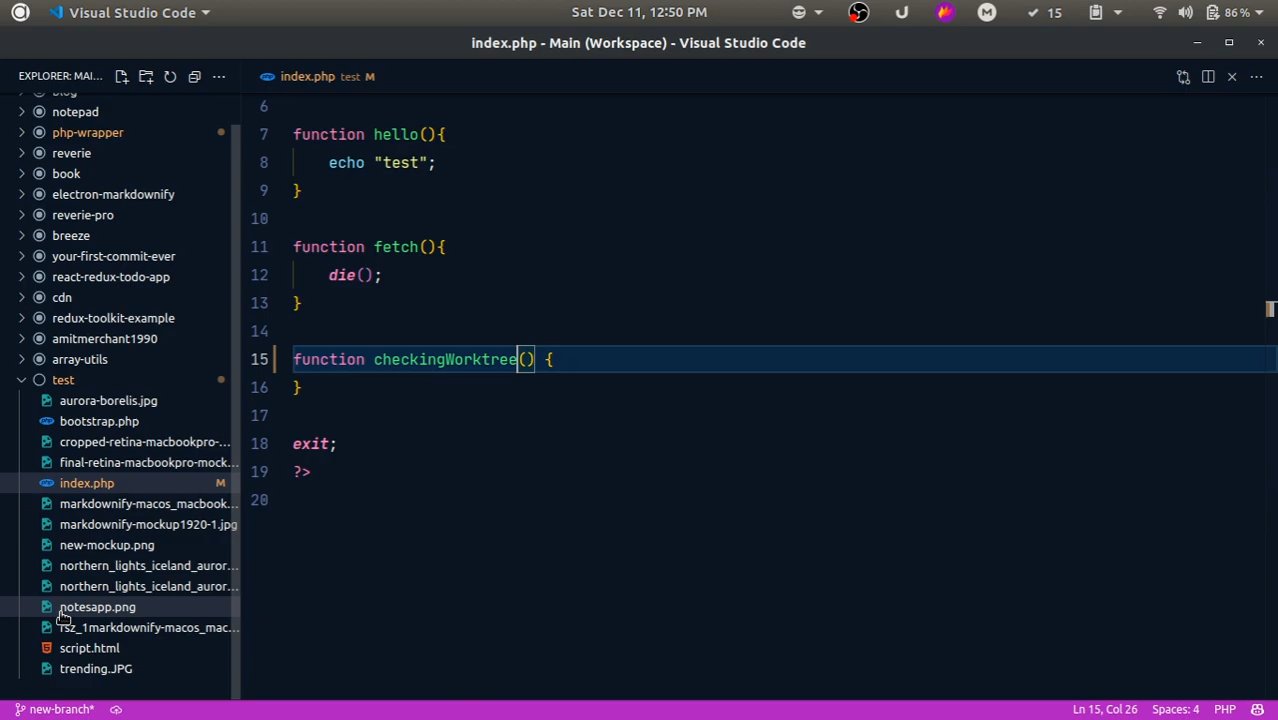 Visual Studio Code
Sat Dec 11, 12:50 PM
U
M
15
86 %
index.php - Main (Workspace) - Visual Studio Code
EXPLORER: MAI...
index.php test M
blog
notepad
php-wrapper
reverie
book
electron-markdownify
reverie-pro
breeze
your-first-commit-ever
react-redux-todo-app
cdn
redux-toolkit-example
amitmerchant1990
array-utils
test
aurora-borelis.jpg
bootstrap.php
cropped-retina-macbookpro-...
final-retina-macbookpro-mock...
index.php M
markdownify-macos_macbook...
markdownify-mockup1920-1.jpg
new-mockup.png
northern_lights_iceland_auror...
northern_lights_iceland_auror...
notesapp.png
rsz_1markdownify-macos_mac...
script.html
trending.JPG
6
7 function hello(){
8 echo "test";
9 }
10
11 function fetch(){
12 die();
13 }
14
15 function checkingWorktree() {
16 }
17
18 exit;
19 ?>
20
new-branch*
Ln 15, Col 26
Spaces: 4
PHP